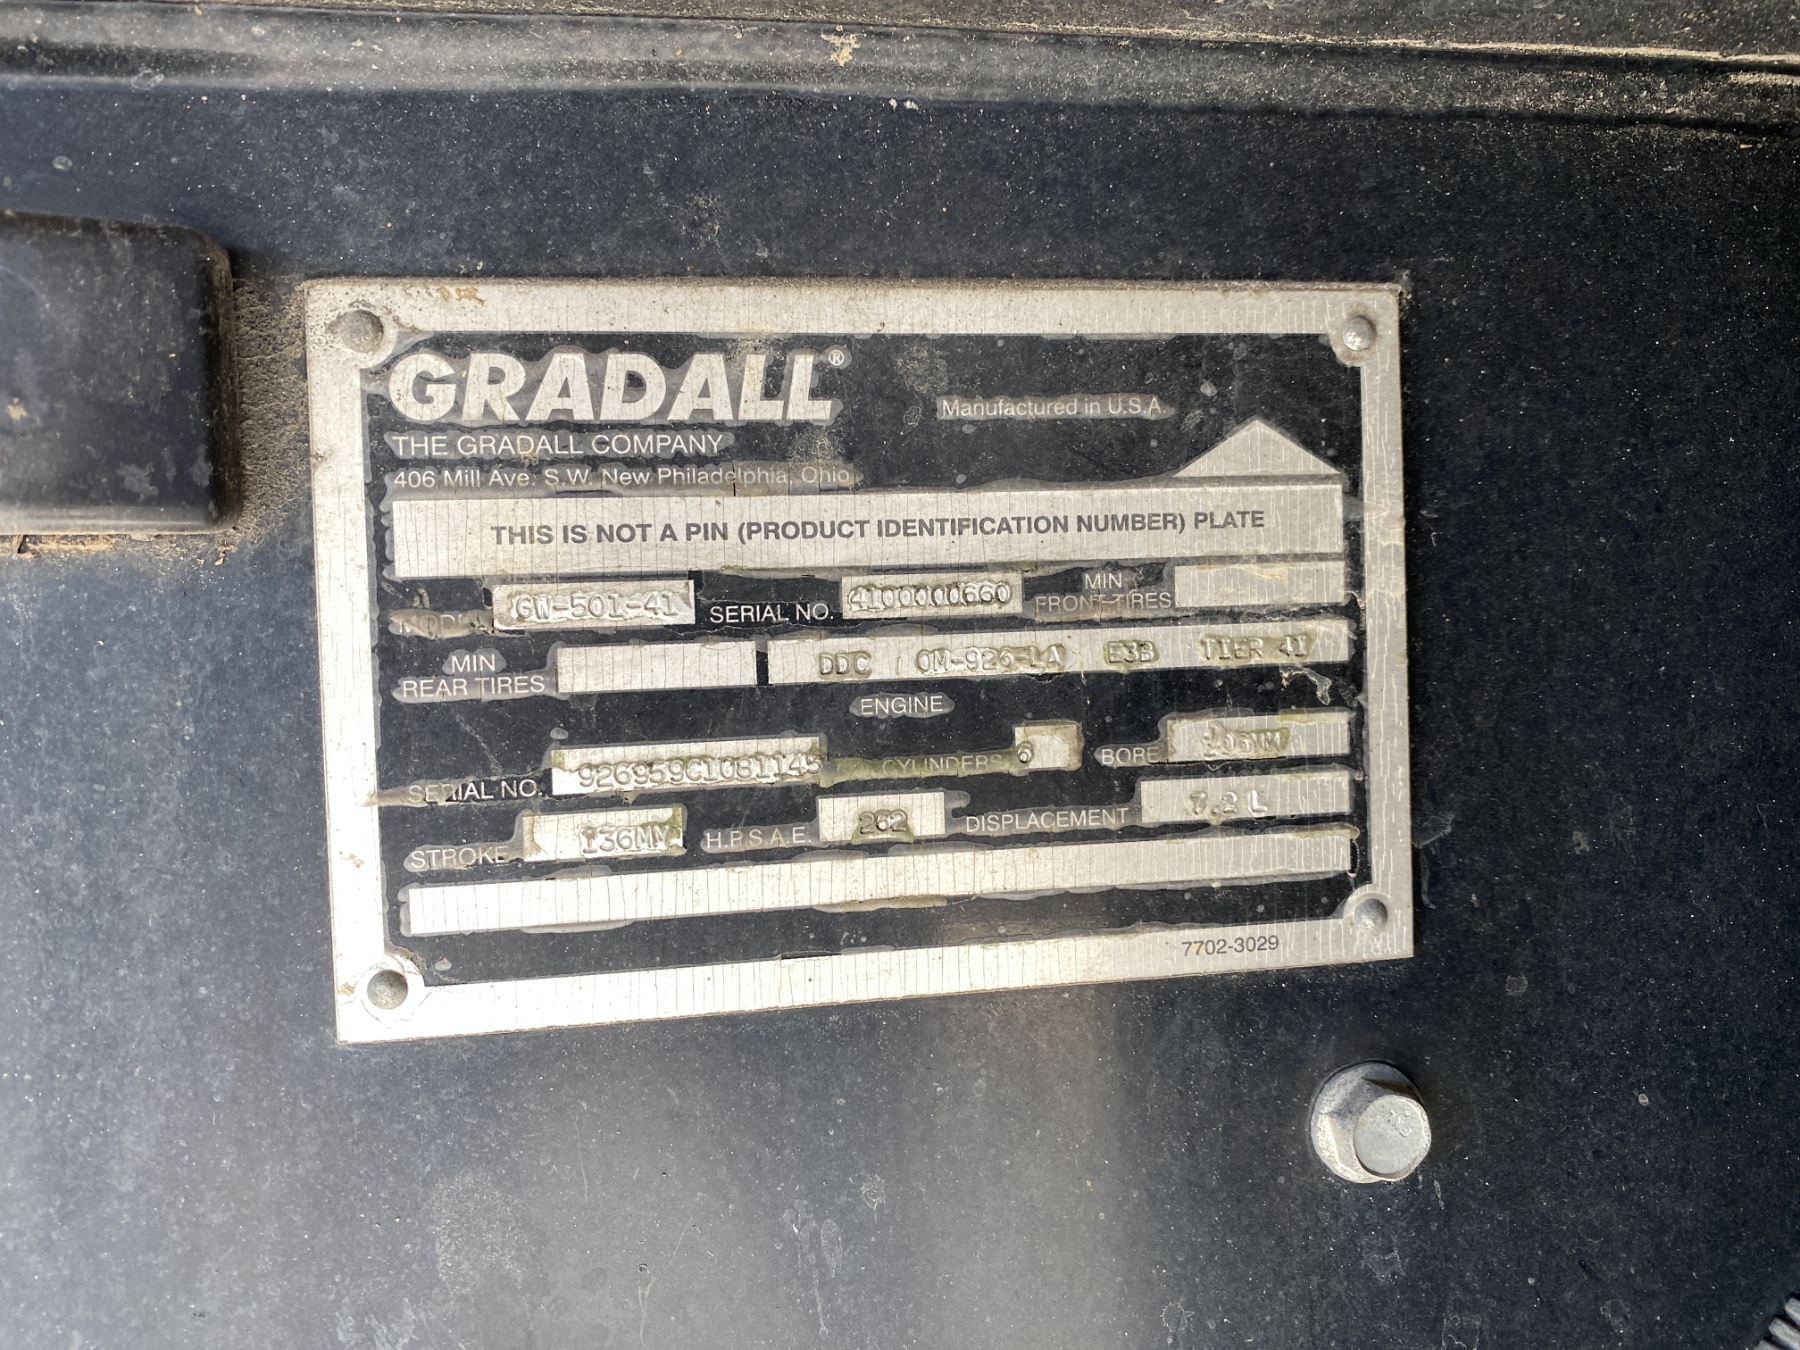 GRADALL®
Manufactured in U.S.A.
THE GRADALL COMPANY
406 Mill Ave. S.W. New Philadelphia, Ohio
THIS IS NOT A PIN (PRODUCT IDENTIFICATION NUMBER) PLATE
MODEL GW-501-41 SERIAL NO. 4100000660 MIN FRONT TIRES
MIN REAR TIRES DDC OM-926-LA E3B TIER 4I
ENGINE
SERIAL NO. CYLINDERS 6 BORE 106MM
STROKE 136MM H.P.S.A.E. 262 DISPLACEMENT 7.2 L
7702-3029